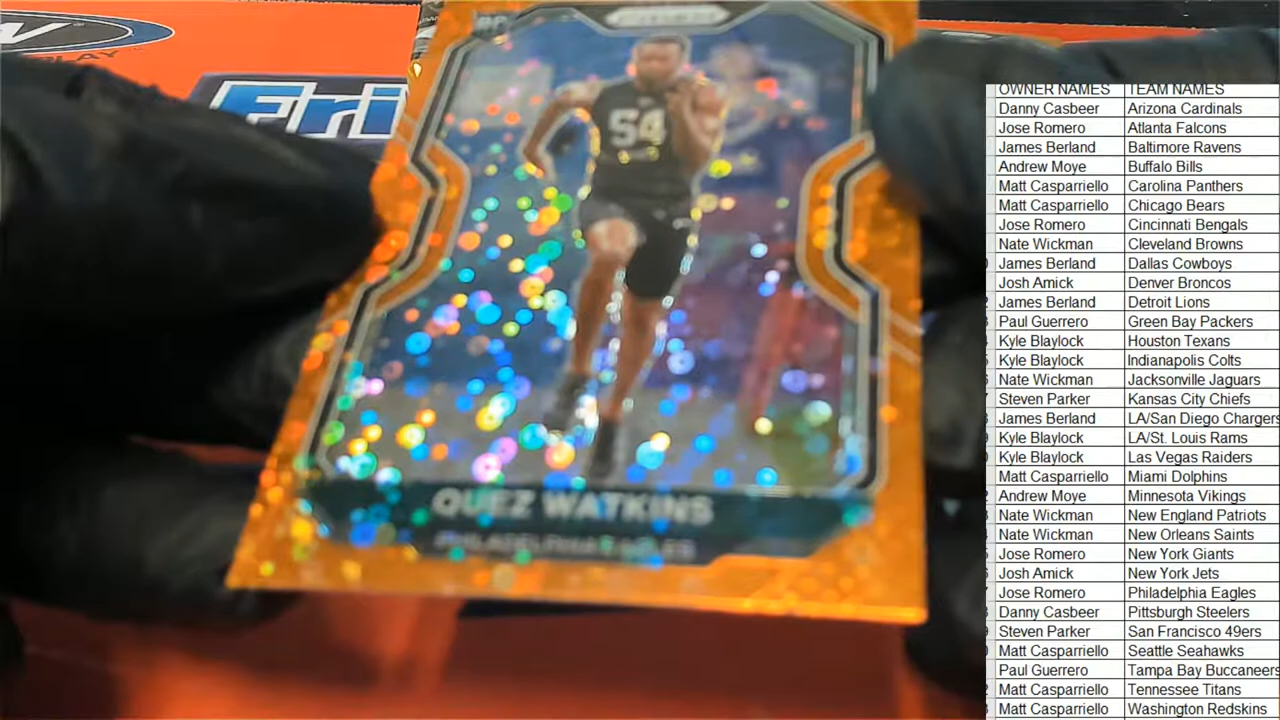 PLAY
Fri
RC
PRIZM
54
QUEZ WATKINS
PHILADELPHIA EAGLES
OWNER NAMES TEAM NAMES
Danny Casbeer Arizona Cardinals
Jose Romero Atlanta Falcons
James Berland Baltimore Ravens
Andrew Moye Buffalo Bills
Matt Casparriello Carolina Panthers
Matt Casparriello Chicago Bears
Jose Romero Cincinnati Bengals
Nate Wickman Cleveland Browns
James Berland Dallas Cowboys
Josh Amick Denver Broncos
James Berland Detroit Lions
Paul Guerrero Green Bay Packers
Kyle Blaylock Houston Texans
Kyle Blaylock Indianapolis Colts
Nate Wickman Jacksonville Jaguars
Steven Parker Kansas City Chiefs
James Berland LA/San Diego Chargers
Kyle Blaylock LA/St. Louis Rams
Kyle Blaylock Las Vegas Raiders
Matt Casparriello Miami Dolphins
Andrew Moye Minnesota Vikings
Nate Wickman New England Patriots
Nate Wickman New Orleans Saints
Jose Romero New York Giants
Josh Amick New York Jets
Jose Romero Philadelphia Eagles
Danny Casbeer Pittsburgh Steelers
Steven Parker San Francisco 49ers
Matt Casparriello Seattle Seahawks
Paul Guerrero Tampa Bay Buccaneers
Matt Casparriello Tennessee Titans
Matt Casparriello Washington Redskins